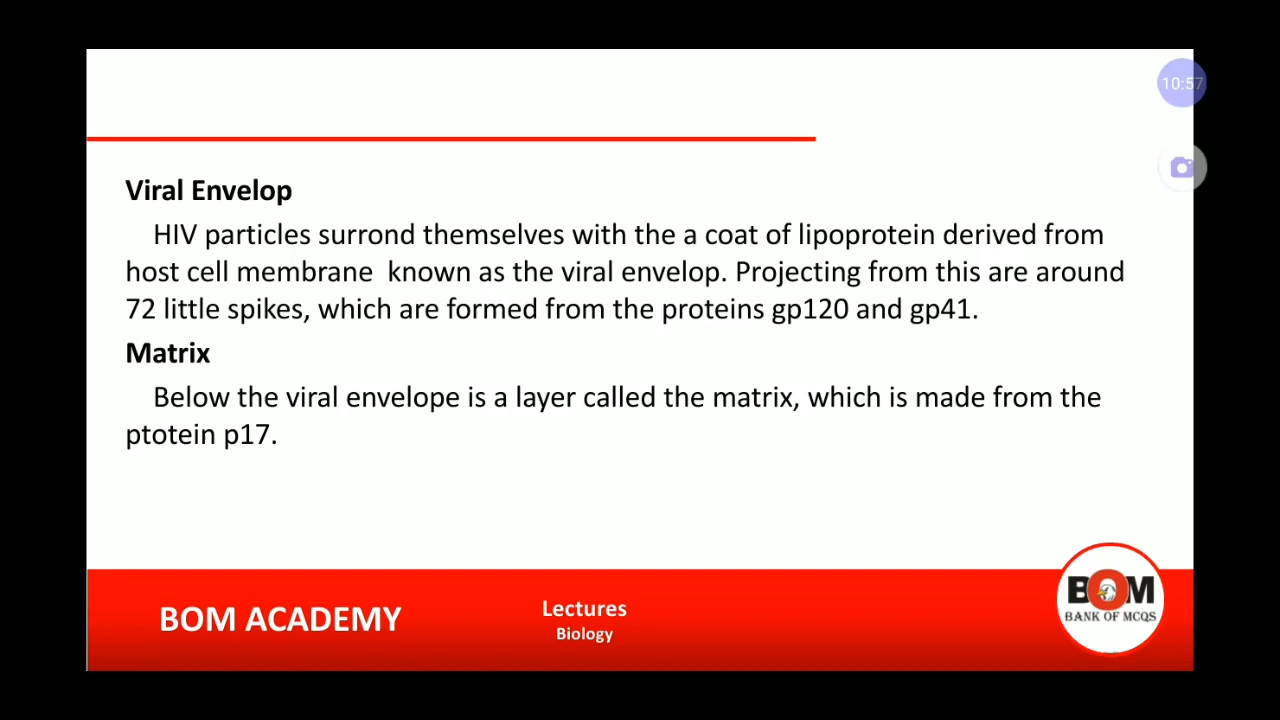 10:57
Viral Envelop
HIV particles surrond themselves with the a coat of lipoprotein derived from
host cell membrane known as the viral envelop. Projecting from this are around
72 little spikes, which are formed from the proteins gp120 and gp41.
Matrix
Below the viral envelope is a layer called the matrix, which is made from the
ptotein p17.
BOM ACADEMY
Lectures
Biology
BOM
BANK OF MCQS